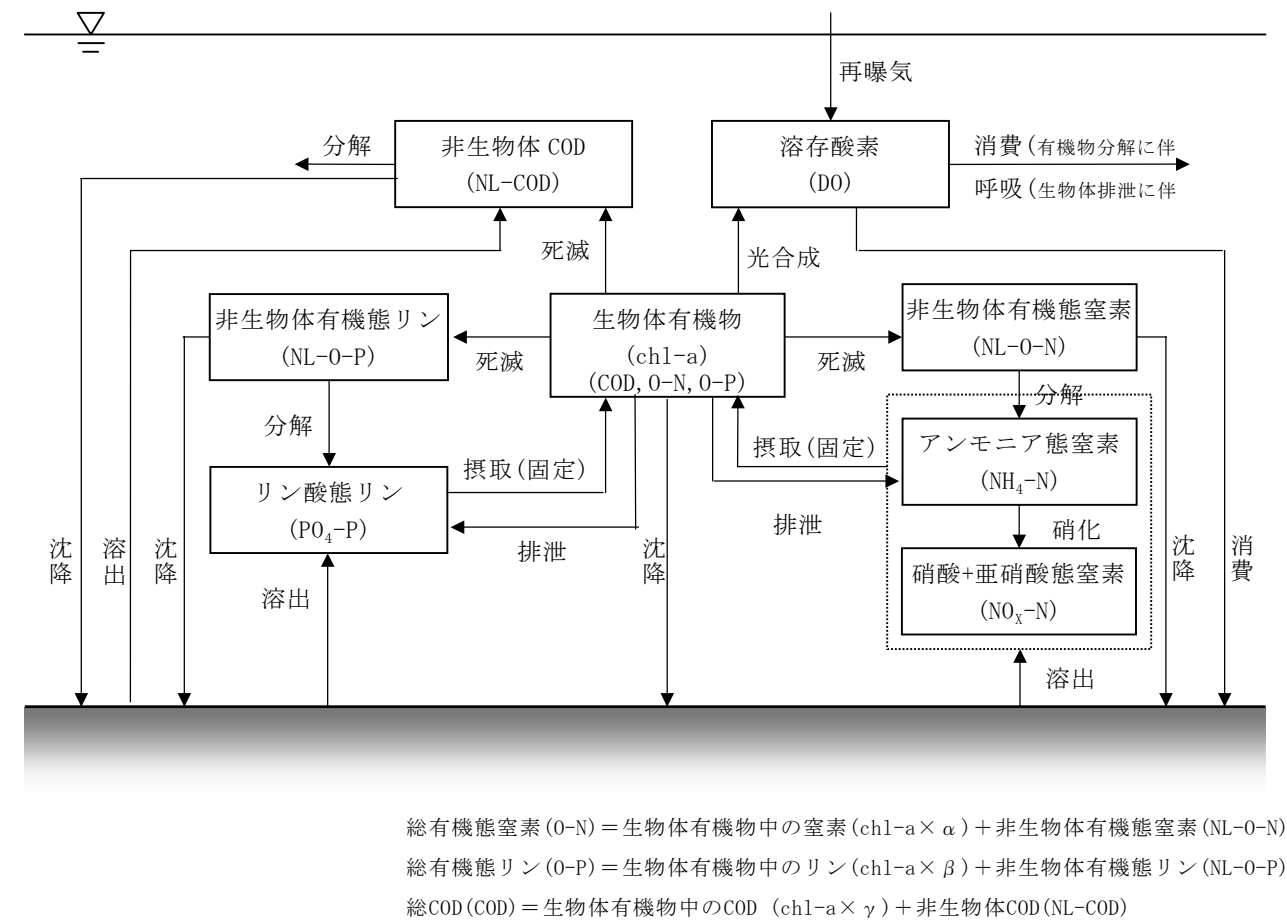 再曝気
非生物体 COD
(NL-COD)
分解
溶存酸素
(DO)
消費(有機物分解に伴
呼吸(生物体排泄に伴
死滅
光合成
非生物体有機態リン
(NL-O-P)
死滅
生物体有機物
(chl-a)
(COD,O-N,O-P)
死滅
非生物体有機態窒素
(NL-O-N)
分解
分解
リン酸態リン
(PO₄-P)
摂取(固定)
摂取(固定)
アンモニア態窒素
(NH₄-N)
排泄
排泄
硝化
硝酸+亜硝酸態窒素
(NOX-N)
沈降
溶出
沈降
溶出
沈降
溶出
沈降
消費
総有機態窒素(O-N)＝生物体有機物中の窒素(chl-a×α)＋非生物体有機態窒素(NL-O-N)
総有機態リン(O-P)＝生物体有機物中のリン(chl-a×β)＋非生物体有機態リン(NL-O-P)
総COD(COD)＝生物体有機物中のCOD (chl-a×γ)＋非生物体COD(NL-COD)